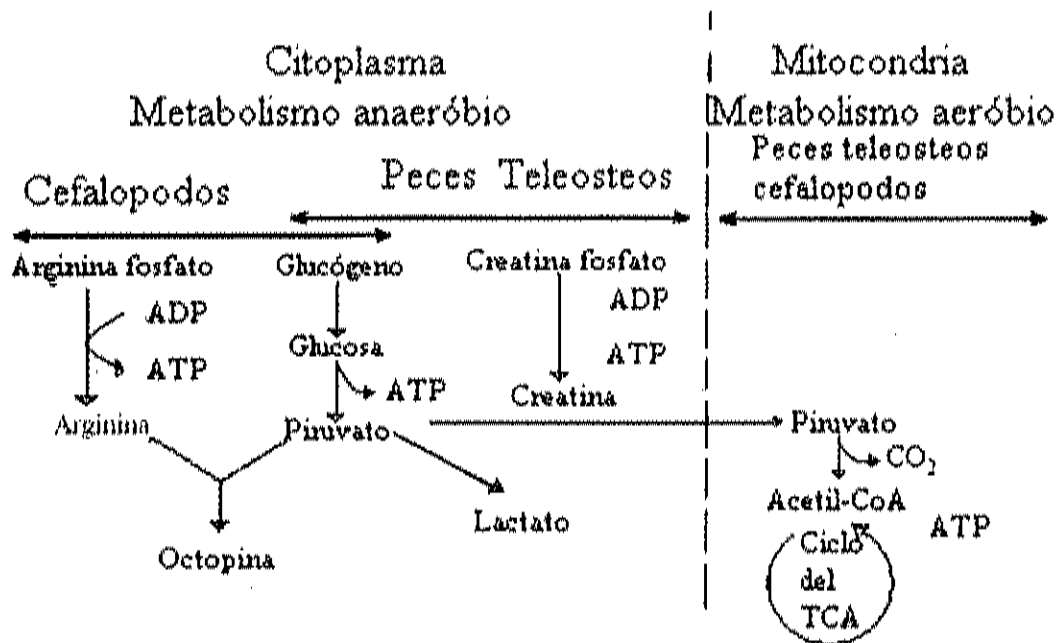 Citoplasma
Metabolismo anaeróbio
Mitocondria
Metabolismo aeróbio
Peces teleosteos
cefalopodos
Cefalopodos
Peces Teleosteos
Arginina fosfato
Glucógeno
Creatina fosfato
ADP
ATP
Arginina
Glucosa
ATP
Piruvato
ADP
ATP
Creatina
Octopina
Lactato
Piruvato
CO₂
Acetil-CoA
ATP
Ciclo
del
TCA